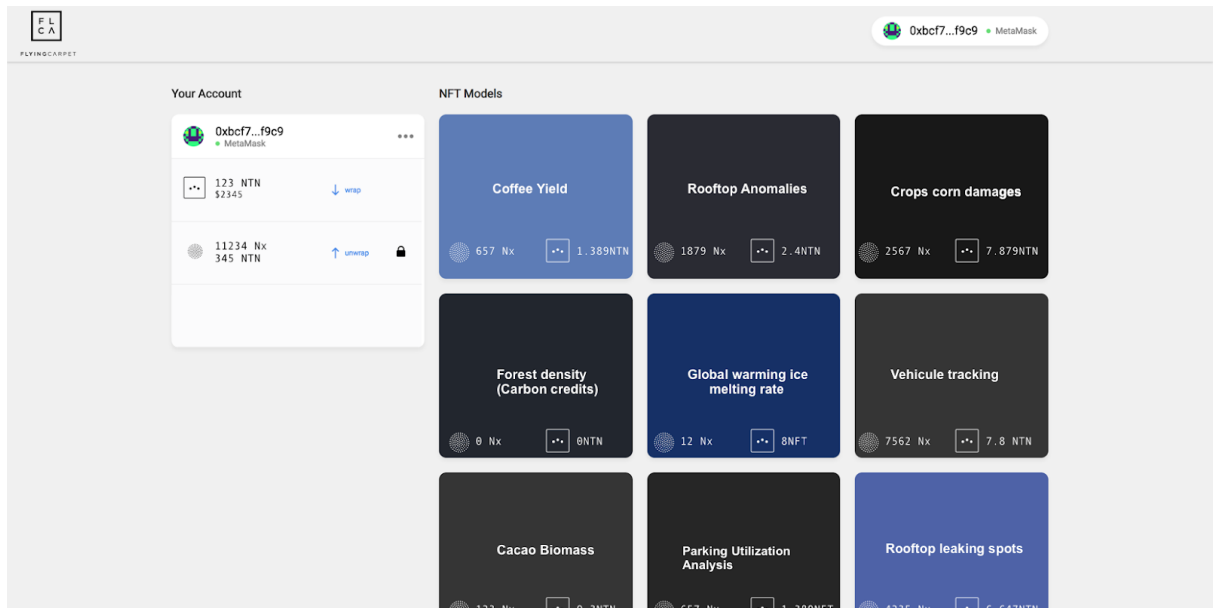 F L
C A
FLYINGCARPET
0xbcf7...f9c9 MetaMask
Your Account
0xbcf7...f9c9
MetaMask
123 NTN
$2345
wrap
11234 Nx
345 NTN
unwrap
NFT Models
Coffee Yield
657 Nx 1.389NTN
Rooftop Anomalies
1879 Nx 2.4NTN
Crops corn damages
2567 Nx 7.879NTN
Forest density
(Carbon credits)
0 Nx 0NTN
Global warming ice
melting rate
12 Nx 8NFT
Vehicule tracking
7562 Nx 7.8 NTN
Cacao Biomass
Parking Utilization
Analysis
Rooftop leaking spots